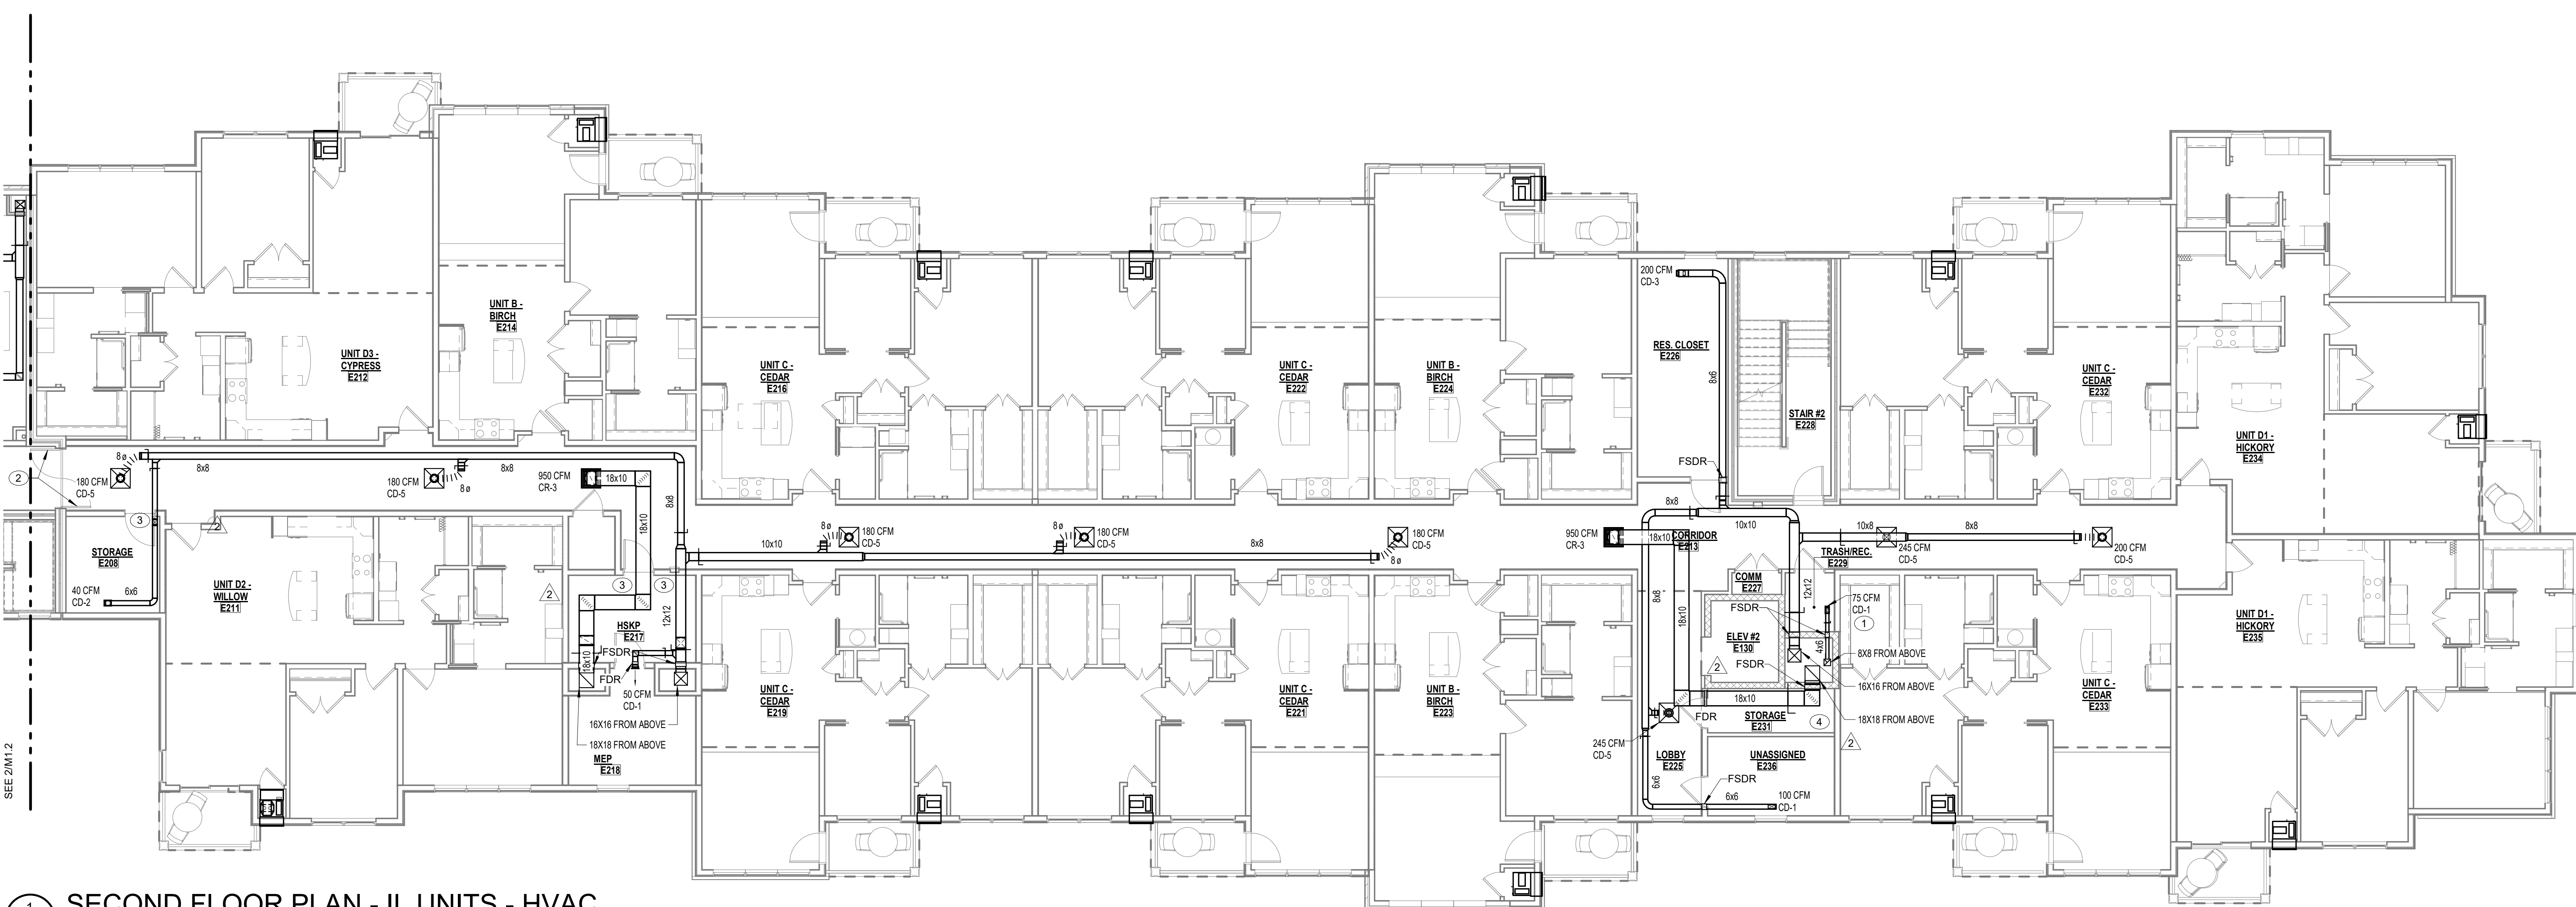 UNIT D3 -
CYPRESS
E212
UNIT B -
BIRCH
E214
UNIT C -
CEDAR
E216
UNIT C -
CEDAR
E222
UNIT B -
BIRCH
E224
200 CFM
CD-3
RES. CLOSET
E226
8x6
STAIR #2
E228
UNIT C -
CEDAR
E232
UNIT D1 -
HICKORY
E234
FSDR
2
180 CFM
CD-5
8ø
8x8
180 CFM
CD-5
8ø
8x8
950 CFM
CR-3
18x10
18x10
8x8
3
2
STORAGE
E208
40 CFM
CD-2
6x6
UNIT D2 -
WILLOW
E211
2
3
3
10x10
8ø
180 CFM
CD-5
8ø
180 CFM
CD-5
8x8
180 CFM
CD-5
8ø
950 CFM
CR-3
18x10
CORRIDOR
E213
8x8
10x10
10x8
245 CFM
CD-5
8x8
200 CFM
CD-5
TRASH/REC.
E229
COMM
E227
12x12
75 CFM
CD-1
1
FSDR
ELEV #2
E130
4x6
8X8 FROM ABOVE
FSDR
2
16X16 FROM ABOVE
18X18 FROM ABOVE
8x8
18x10
18x10
FDR
STORAGE
E231
4
2
245 CFM
CD-5
LOBBY
E225
UNASSIGNED
E236
FSDR
6x6
6x6
100 CFM
CD-1
HSKP
E217
12x12
FSDR
18x10
FDR
50 CFM
CD-1
16X16 FROM ABOVE
18X18 FROM ABOVE
MEP
E218
UNIT C -
CEDAR
E219
UNIT C -
CEDAR
E221
UNIT B -
BIRCH
E223
UNIT C -
CEDAR
E233
UNIT D1 -
HICKORY
E235
SEE 2/M1.2
1
SECOND FLOOR PLAN - IL UNITS - HVAC